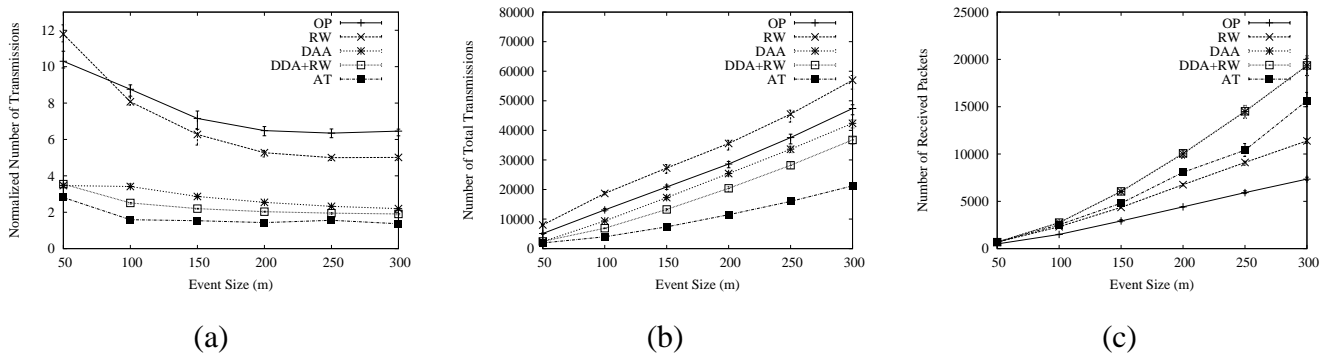 Normalized Number of Transmissions
12
10
8
6
4
2
0
50 100 150 200 250 300
Event Size (m)
OP
RW
DAA
DDA+RW
AT
(a)
Number of Total Transmissions
80000
70000
60000
50000
40000
30000
20000
10000
0
50 100 150 200 250 300
Event Size (m)
OP
RW
DAA
DDA+RW
AT
(b)
Number of Received Packets
25000
20000
15000
10000
5000
0
50 100 150 200 250 300
Event Size (m)
OP
RW
DAA
DDA+RW
AT
(c)